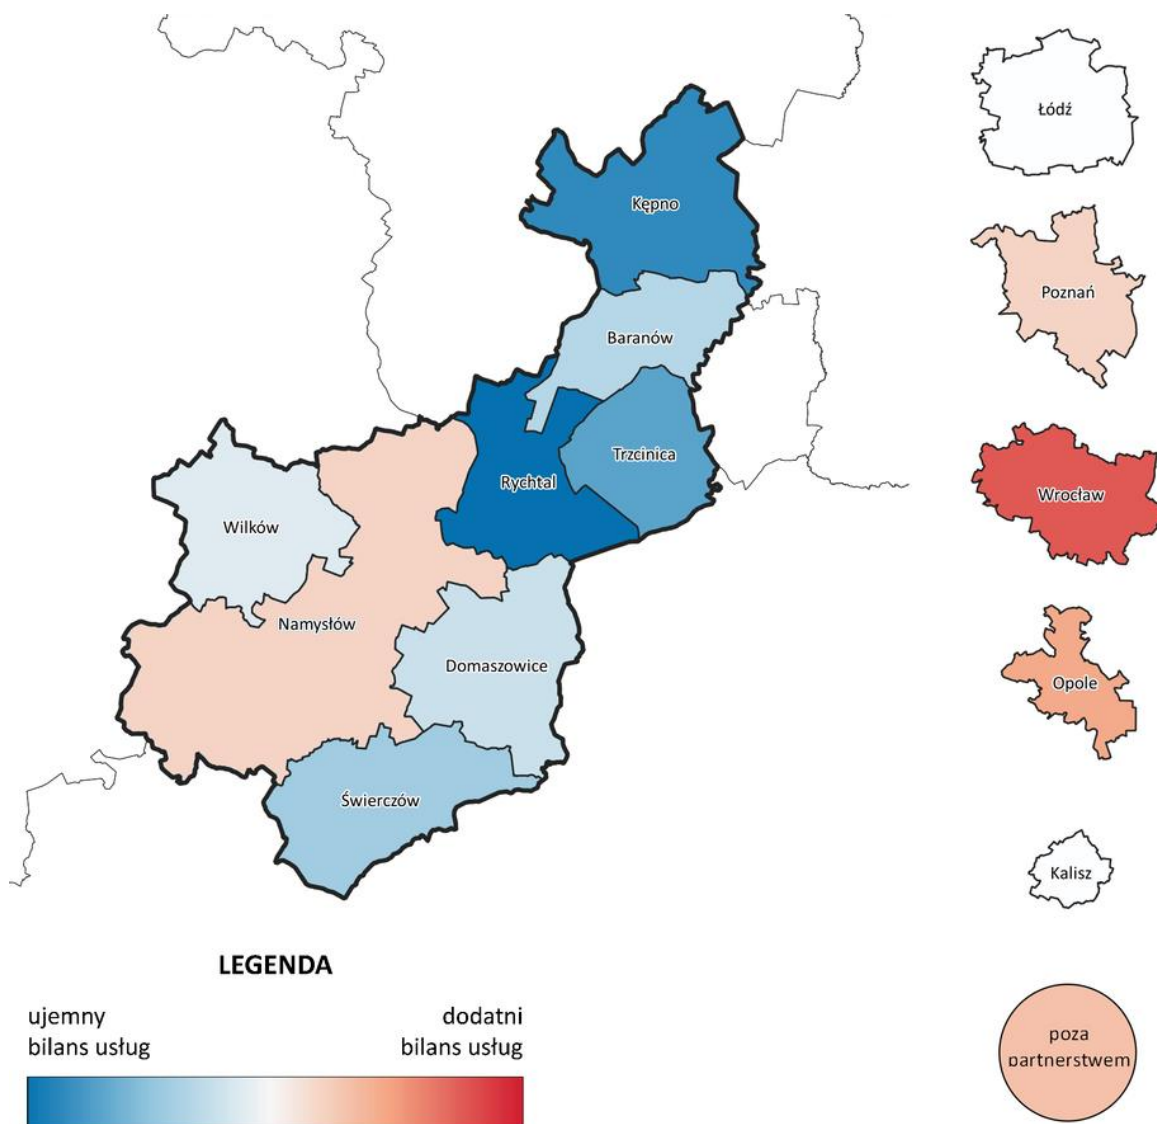 Łódź
Kępno
Poznań
Baranów
Trzcinica
Rychtal
Wrocław
Wilków
Namysłów
Domaszowice
Opole
Świerczów
Kalisz
LEGENDA
ujemny
bilans usług
dodatni
bilans usług
poza
partnerstwem